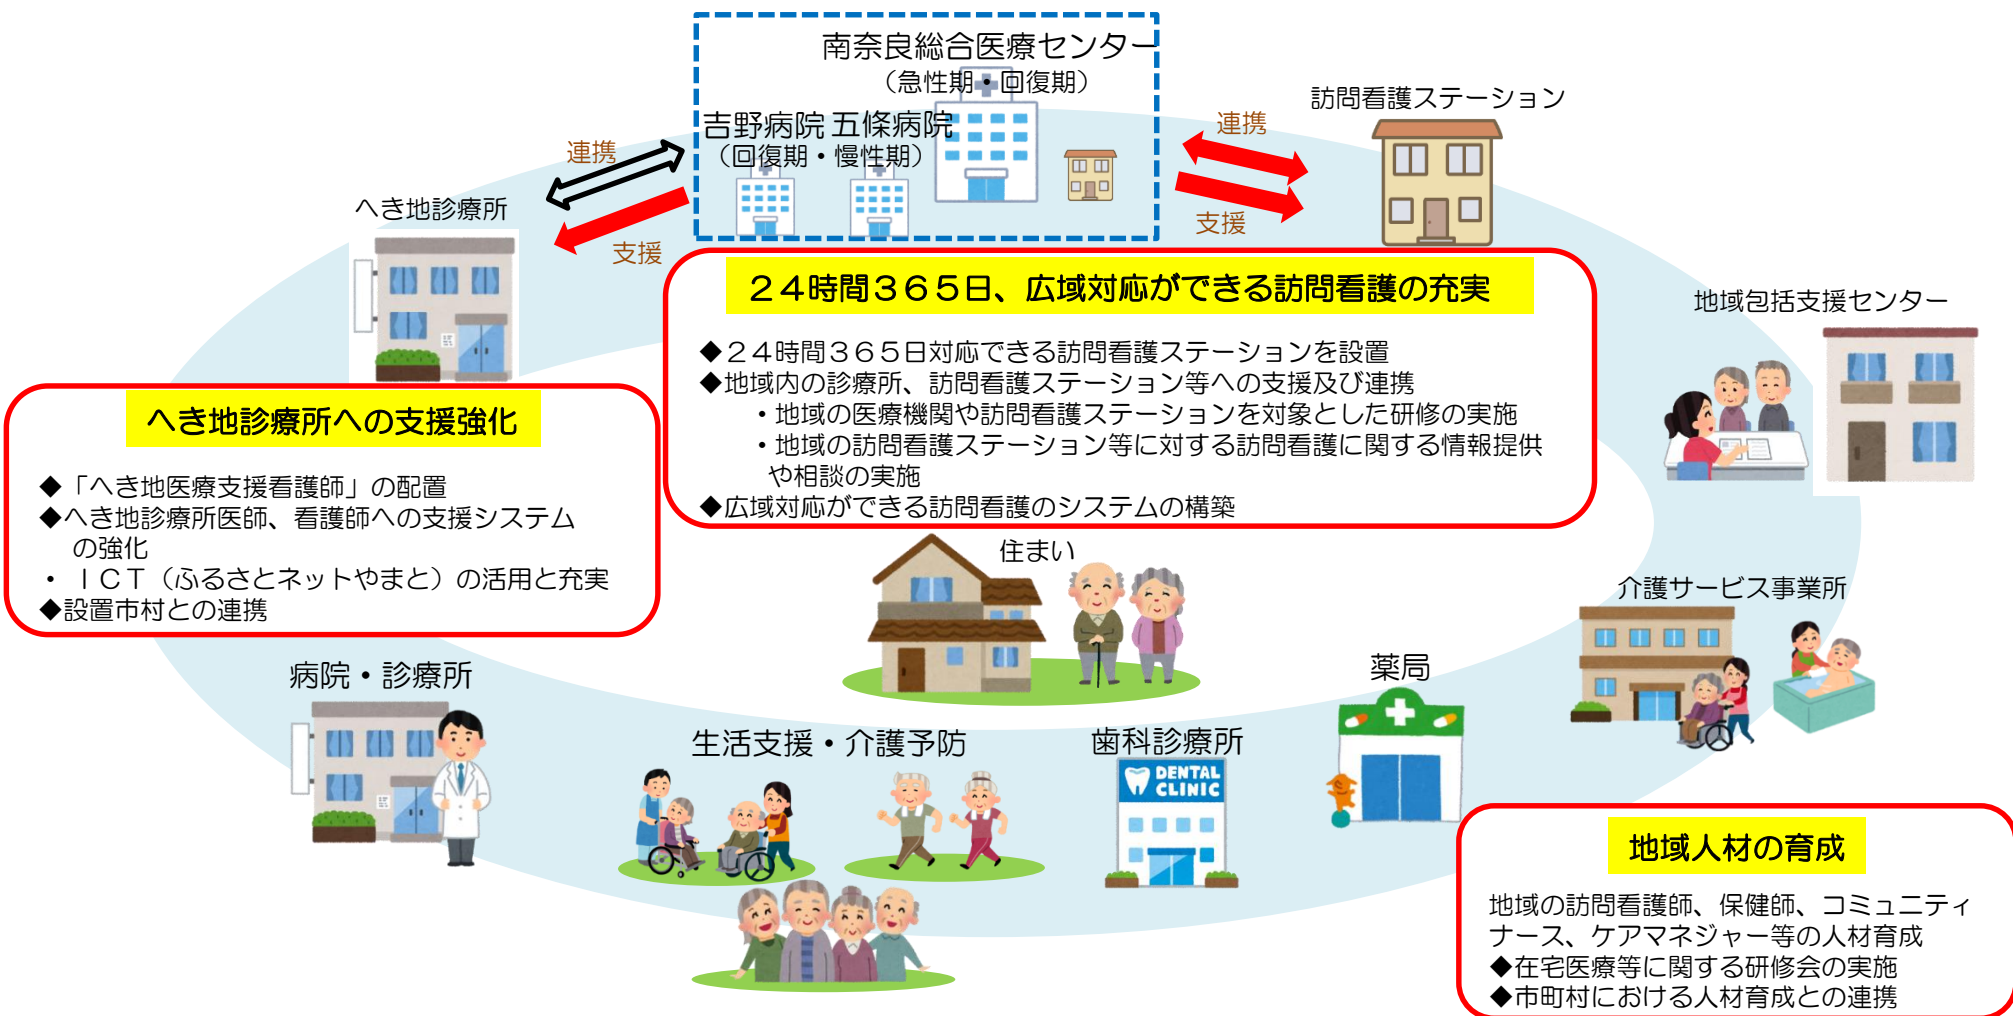 南奈良総合医療センター
（急性期・回復期）
吉野病院 五條病院
（回復期・慢性期）
連携
支援
連携
支援
訪問看護ステーション
へき地診療所
地域包括支援センター
２４時間３６５日、広域対応ができる訪問看護の充実
◆２４時間３６５日対応できる訪問看護ステーションを設置
◆地域内の診療所、訪問看護ステーション等への支援及び連携
・地域の医療機関や訪問看護ステーションを対象とした研修の実施
・地域の訪問看護ステーション等に対する訪問看護に関する情報提供
や相談の実施
◆広域対応ができる訪問看護のシステムの構築
へき地診療所への支援強化
◆「へき地医療支援看護師」の配置
◆へき地診療所医師、看護師への支援システム
の強化
・ ＩＣＴ（ふるさとネットやまと）の活用と充実
◆設置市村との連携
住まい
介護サービス事業所
病院・診療所
薬局
生活支援・介護予防
歯科診療所
DENTAL
CLINIC
地域人材の育成
地域の訪問看護師、保健師、コミュニティ
ナース、ケアマネジャー等の人材育成
◆在宅医療等に関する研修会の実施
◆市町村における人材育成との連携